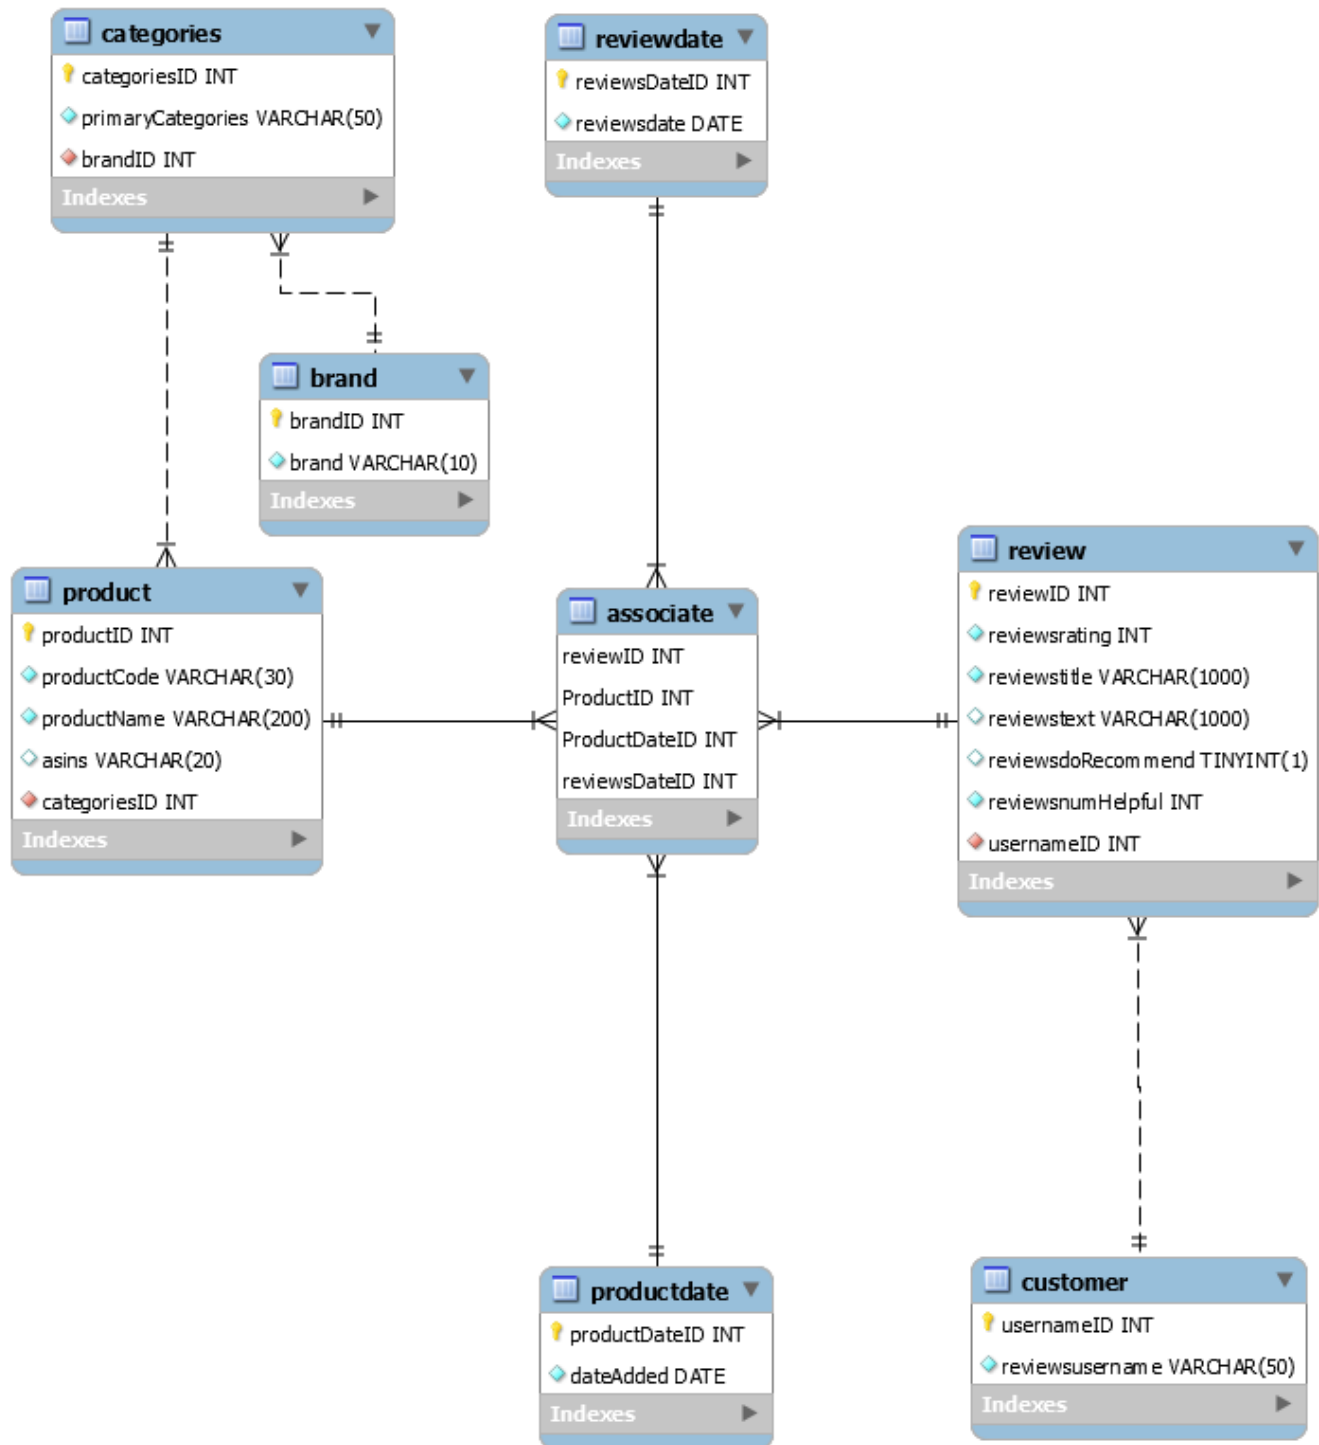 categories
categoriesID INT
primaryCategories VARCHAR(50)
brandID INT
Indexes
reviewdate
reviewsDateID INT
reviewsdate DATE
Indexes
brand
brandID INT
brand VARCHAR(10)
Indexes
product
productID INT
productCode VARCHAR(30)
productName VARCHAR(200)
asins VARCHAR(20)
categoriesID INT
Indexes
associate
reviewID INT
ProductID INT
ProductDateID INT
reviewsDateID INT
Indexes
review
reviewID INT
reviewsrating INT
reviewstitle VARCHAR(1000)
reviewstext VARCHAR(1000)
reviewsdoRecommend TINYINT(1)
reviewsnumHelpful INT
usernameID INT
Indexes
productdate
productDateID INT
dateAdded DATE
Indexes
customer
usernameID INT
reviewsusername VARCHAR(50)
Indexes